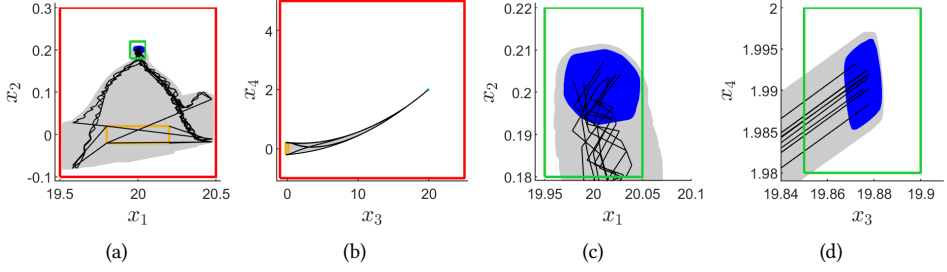 0.3
0.2
0.1
0
-0.1
19.5
20
20.5
x₂
x₁
(a)
4
2
0
0
10
20
x₄
x₃
(b)
0.22
0.21
0.2
0.19
0.18
19.95
20
20.05
20.1
x₂
x₁
(c)
2
1.995
1.99
1.985
1.98
19.84
19.86
19.88
19.9
x₄
x₃
(d)